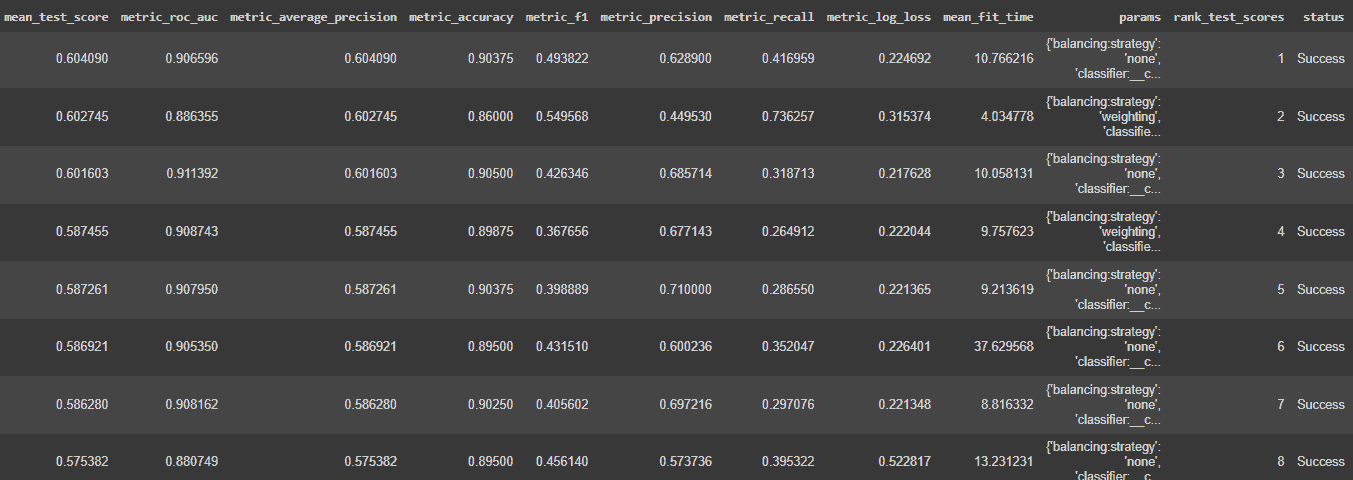 mean_test_score metric_roc_auc metric_average_precision metric_accuracy metric_f1 metric_precision metric_recall metric_log_loss mean_fit_time params rank_test_scores status
{'balancing:strategy':
0.604090 0.906596 0.604090 0.90375 0.493822 0.628900 0.416959 0.224692 10.766216 'none', 1 Success
'classifier:__c...
{'balancing:strategy':
0.602745 0.886355 0.602745 0.86000 0.549568 0.449530 0.736257 0.315374 4.034778 'weighting', 2 Success
'classifie...
{'balancing:strategy':
0.601603 0.911392 0.601603 0.90500 0.426346 0.685714 0.318713 0.217628 10.058131 'none', 3 Success
'classifier:__c...
{'balancing:strategy':
0.587455 0.908743 0.587455 0.89875 0.367656 0.677143 0.264912 0.222044 9.757623 'weighting', 4 Success
'classifie...
{'balancing:strategy':
0.587261 0.907950 0.587261 0.90375 0.398889 0.710000 0.286550 0.221365 9.213619 'none', 5 Success
'classifier:__c...
{'balancing:strategy':
0.586921 0.905350 0.586921 0.89500 0.431510 0.600236 0.352047 0.226401 37.629568 'none', 6 Success
'classifier:__c...
{'balancing:strategy':
0.586280 0.908162 0.586280 0.90250 0.405602 0.697216 0.297076 0.221348 8.816332 'none', 7 Success
'classifier:__c...
{'balancing:strategy':
0.575382 0.880749 0.575382 0.89500 0.456140 0.573736 0.395322 0.522817 13.231231 'none', 8 Success
'classifier:__c...